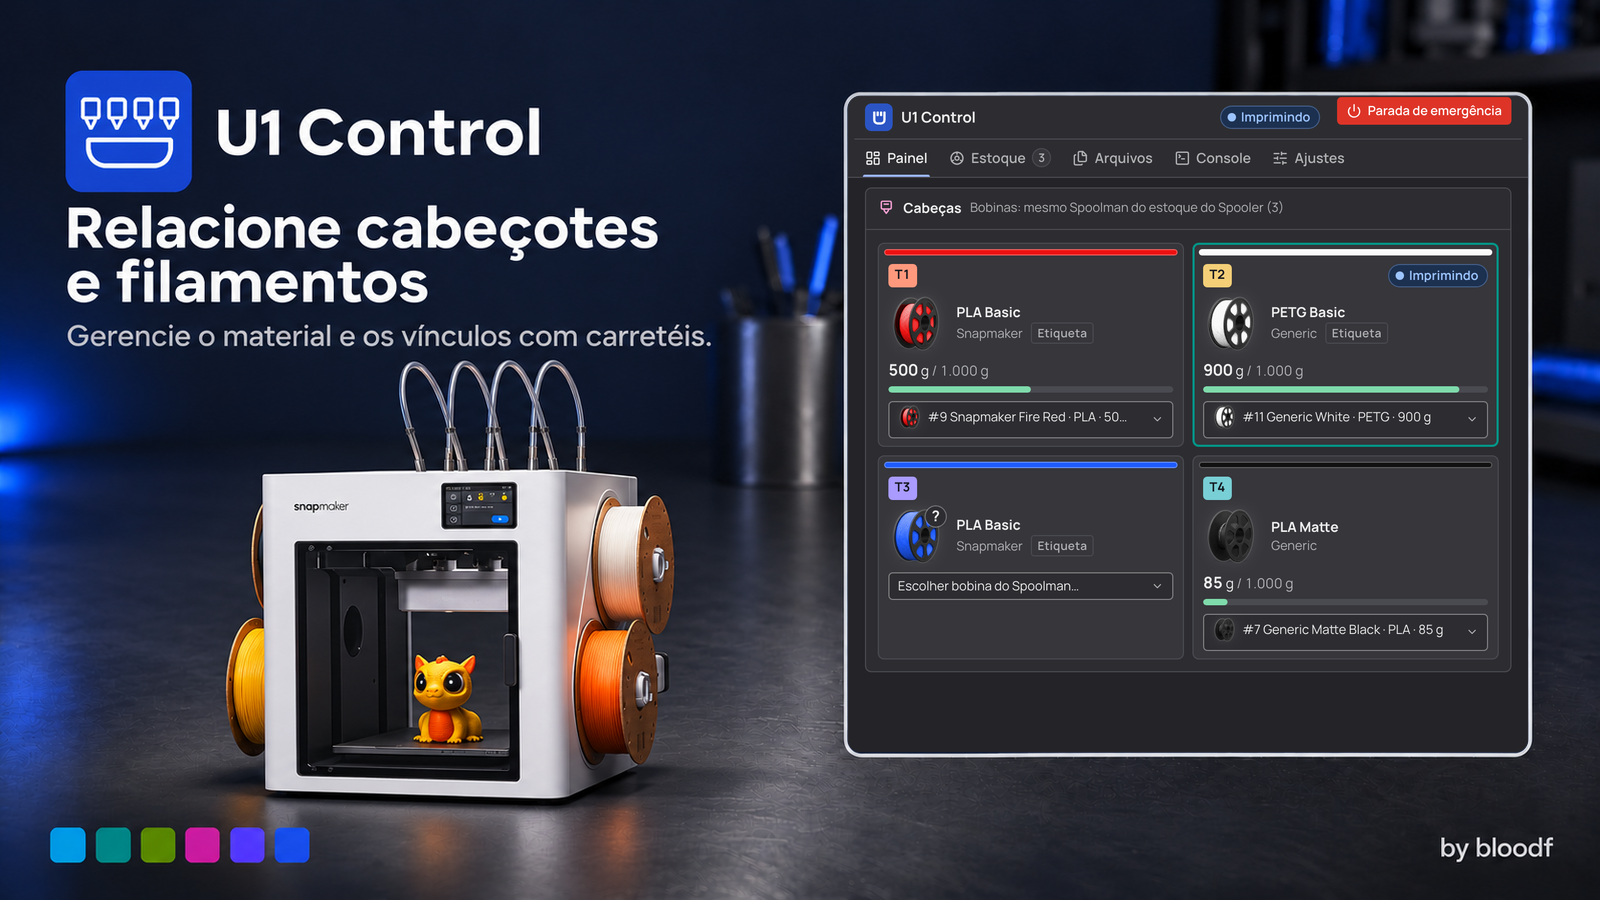 U1 Control
Relacione cabeçotes
e filamentos
Gerencie o material e os vínculos com carretéis.
snapmaker
U1 Control
Imprimindo
Parada de emergência
Painel
Estoque 3
Arquivos
Console
Ajustes
Cabeças Bobinas: mesmo Spoolman do estoque do Spooler (3)
T1
PLA Basic
Snapmaker Etiqueta
500 g / 1.000 g
#9 Snapmaker Fire Red · PLA · 50...
T2
Imprimindo
PETG Basic
Generic Etiqueta
900 g / 1.000 g
#11 Generic White · PETG · 900 g
T3
?
PLA Basic
Snapmaker Etiqueta
Escolher bobina do Spoolman...
T4
PLA Matte
Generic
85 g / 1.000 g
#7 Generic Matte Black · PLA · 85 g
by bloodf